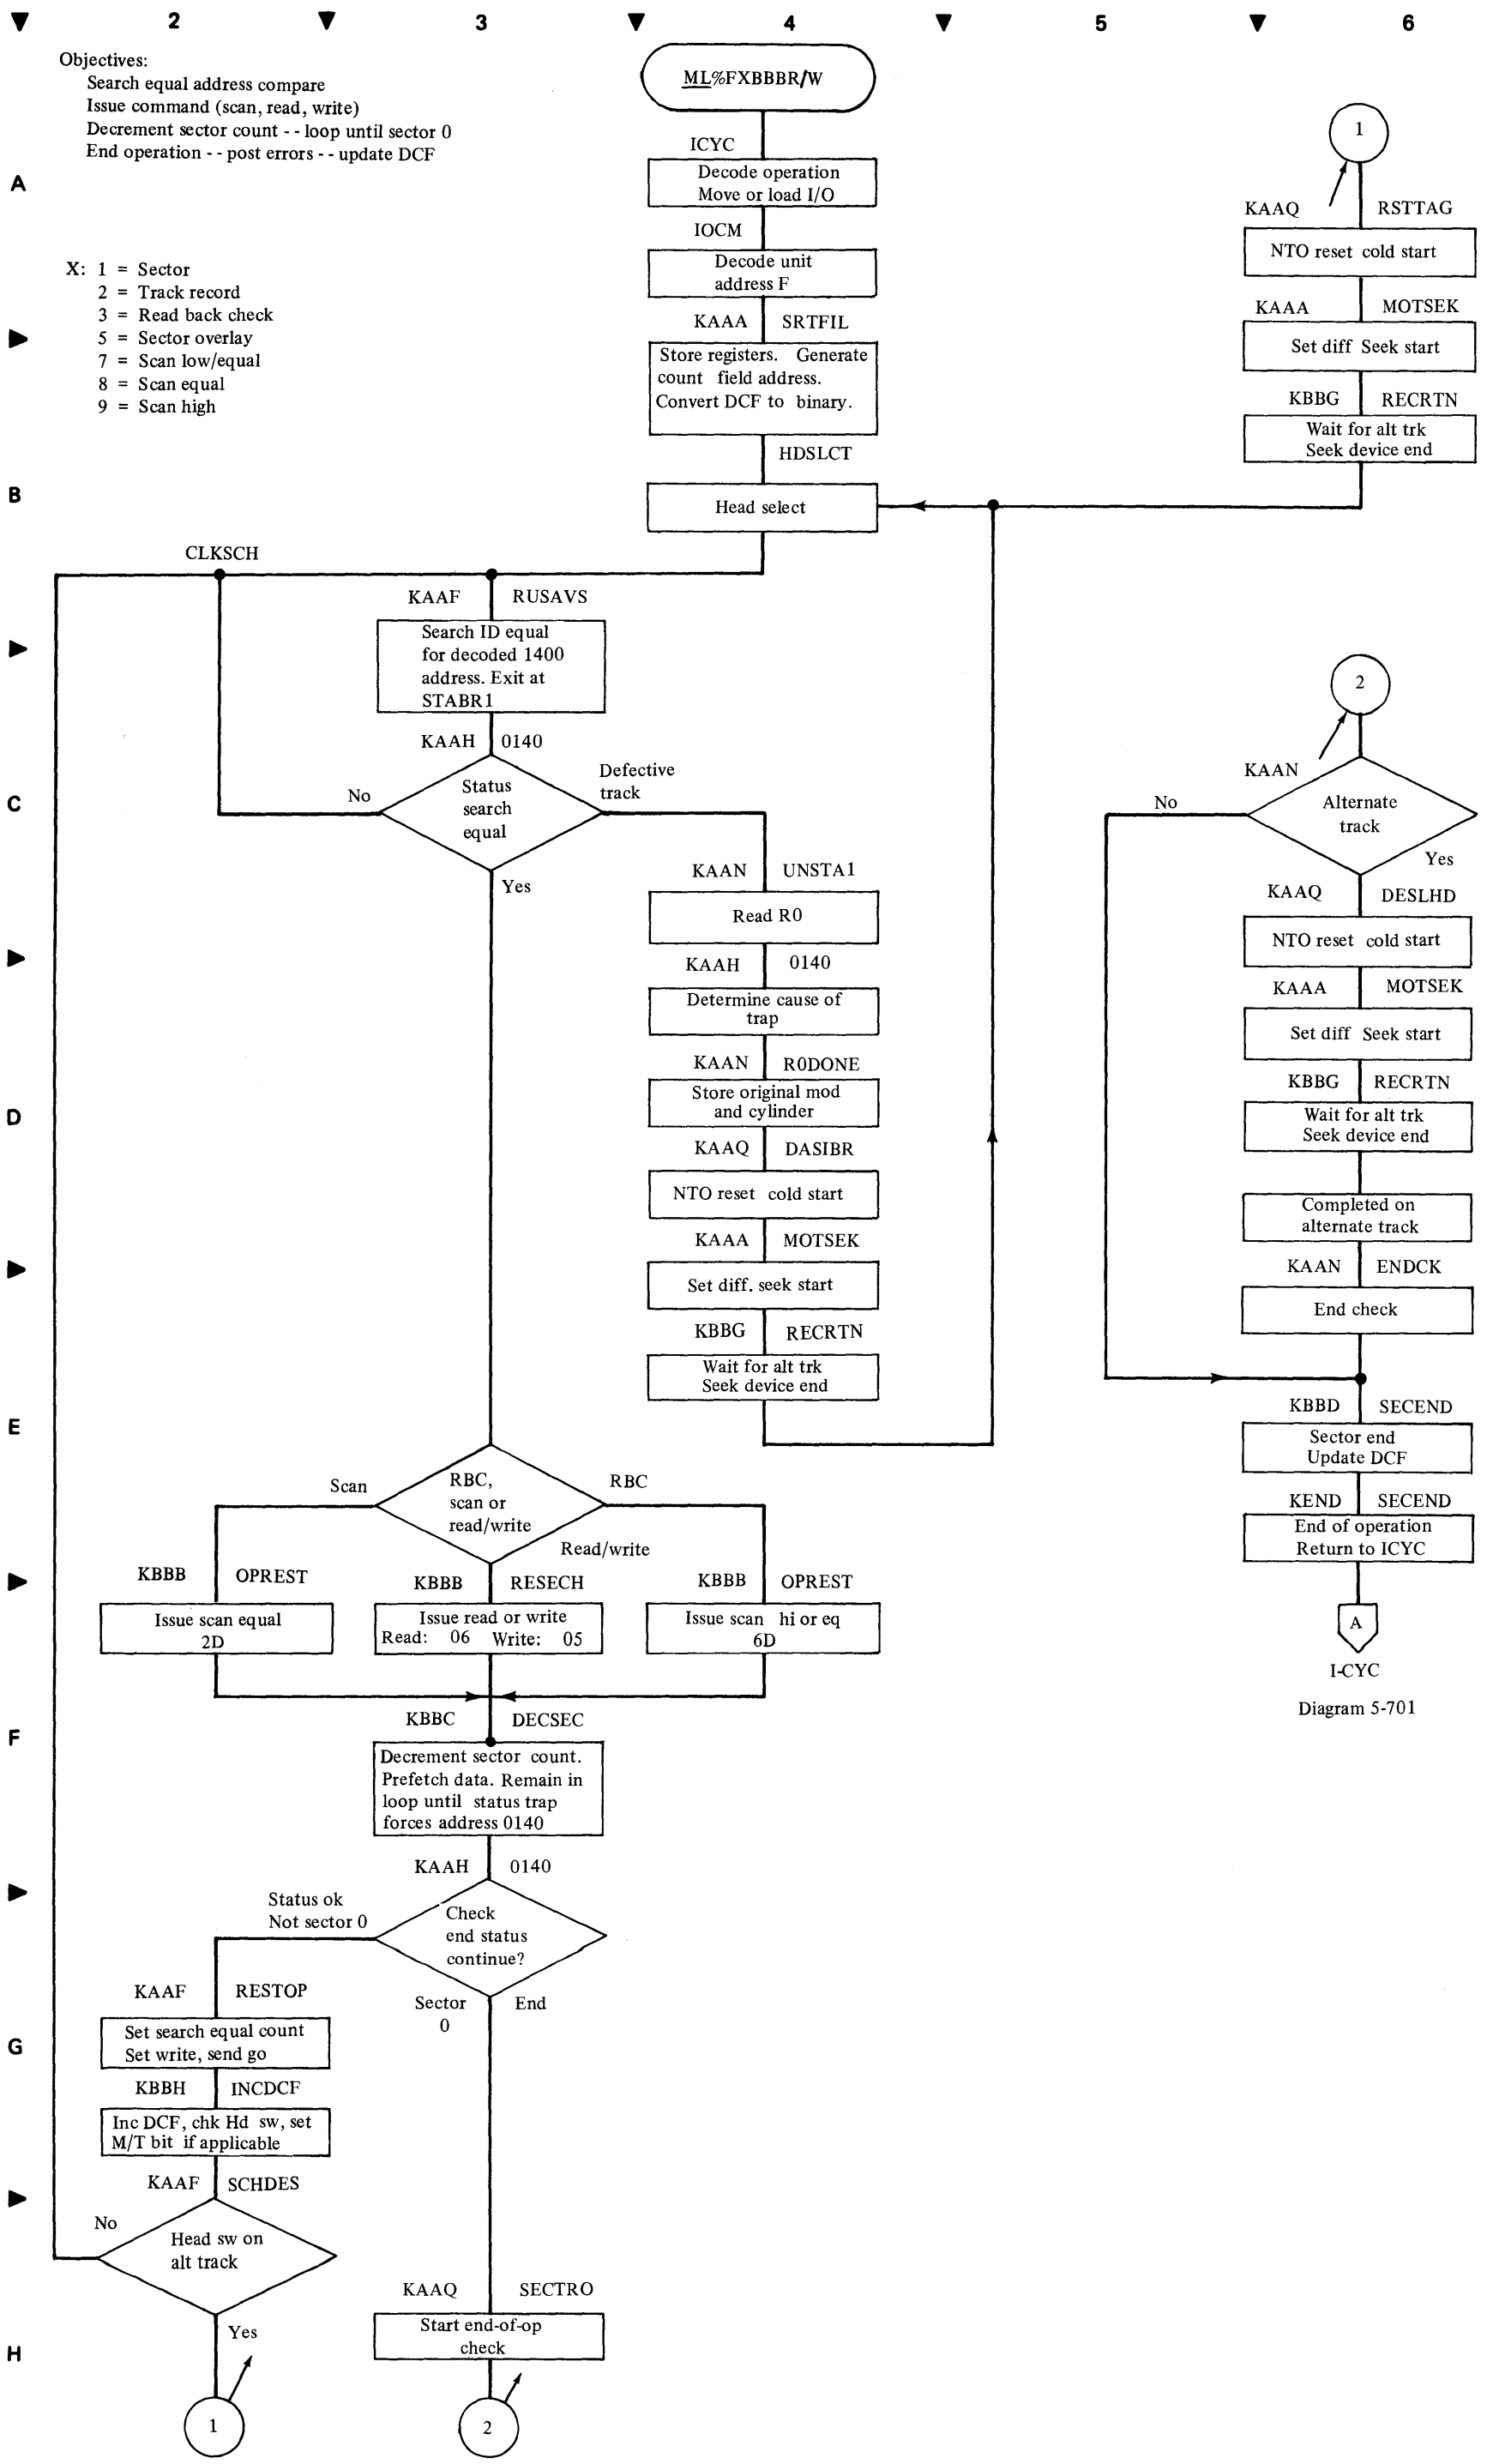 2 3 4 5 6
Objectives:
Search equal address compare
Issue command (scan, read, write)
Decrement sector count - - loop until sector 0
End operation - - post errors - - update DCF
A
X: 1 = Sector
2 = Track record
3 = Read back check
5 = Sector overlay
7 = Scan low/equal
8 = Scan equal
9 = Scan high
ML%FXBBBR/W
ICYC
Decode operation
Move or load I/O
IOCM
Decode unit
address F
KAAA SRTFIL
Store registers. Generate
count field address.
Convert DCF to binary.
HDSLCT
B
Head select
1
KAAQ RSTTAG
NTO reset cold start
KAAA MOTSEK
Set diff Seek start
KBBG RECRTN
Wait for alt trk
Seek device end
CLKSCH
KAAF RUSAVS
Search ID equal
for decoded 1400
address. Exit at
STABR1
KAAH 0140
C
Status
search
equal
No
Defective
track
Yes
KAAN UNSTA1
Read R0
KAAH 0140
Determine cause of
trap
KAAN R0DONE
D
Store original mod
and cylinder
KAAQ DASIBR
NTO reset cold start
KAAA MOTSEK
Set diff. seek start
KBBG RECRTN
Wait for alt trk
Seek device end
2
KAAN
Alternate
track
No
Yes
KAAQ DESLHD
NTO reset cold start
KAAA MOTSEK
Set diff Seek start
KBBG RECRTN
Wait for alt trk
Seek device end
Completed on
alternate track
KAAN ENDCK
End check
KBBD SECEND
Sector end
Update DCF
KEND SECEND
End of operation
Return to ICYC
A
I-CYC
Diagram 5-701
E
RBC,
scan or
read/write
Scan
RBC
Read/write
KBBB OPREST
Issue scan equal
2D
KBBB RESECH
Issue read or write
Read: 06 Write: 05
KBBB OPREST
Issue scan hi or eq
6D
F
KBBC DECSEC
Decrement sector count.
Prefetch data. Remain in
loop until status trap
forces address 0140
KAAH 0140
Check
end status
continue?
Status ok
Not sector 0
Sector
0
End
KAAF RESTOP
G
Set search equal count
Set write, send go
KBBH INCDCF
Inc DCF, chk Hd sw, set
M/T bit if applicable
KAAF SCHDES
No
Head sw on
alt track
Yes
KAAQ SECTRO
H
Start end-of-op
check
1
2